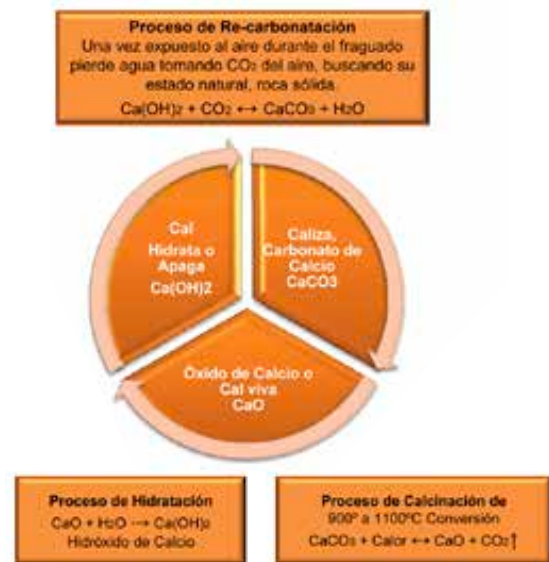 Proceso de Re-carbonatación
Una vez expuesto al aire durante el fraguado
pierde agua tomando CO₂ del aire, buscando su
estado natural, roca sólida.
Ca(OH)₂ + CO₂ ↔ CaCO₃ + H₂O
Cal
Hidrata o
Apaga
Ca(OH)2
Caliza,
Carbonato de
Calcio
CaCO3
Óxido de Calcio o
Cal viva
CaO
Proceso de Hidratación
CaO + H₂O → Ca(OH)₂
Hidróxido de Calcio
Proceso de Calcinación de
900º a 1100ºC Conversión
CaCO₃ + Calor ↔ CaO + CO₂↑